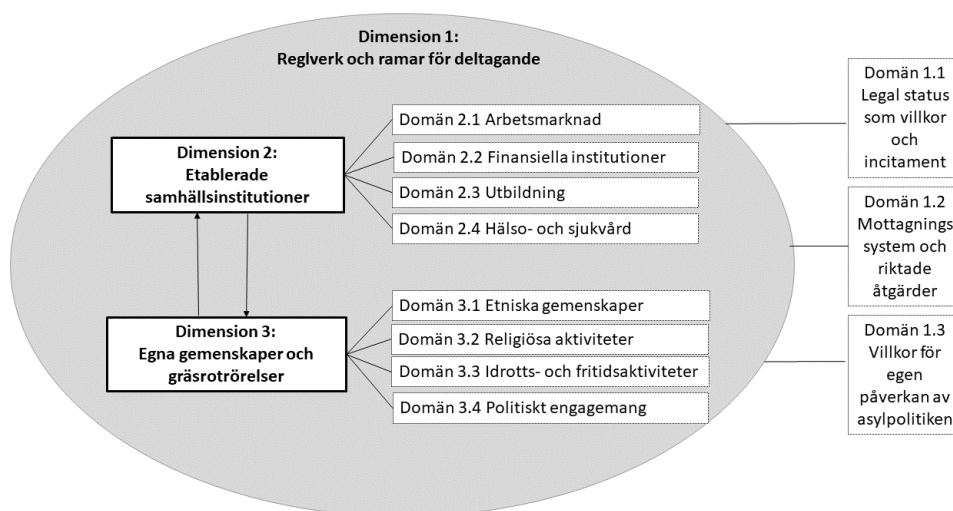 Dimension 1:
Reglverk och ramar för deltagande
Dimension 2:
Etablerade
samhällsinstitutioner
Domän 2.1 Arbetsmarknad
Domän 2.2 Finansiella institutioner
Domän 2.3 Utbildning
Domän 2.4 Hälso- och sjukvård
Dimension 3:
Egna gemenskaper och
gräsrotrörelser
Domän 3.1 Etniska gemenskaper
Domän 3.2 Religiösa aktiviteter
Domän 3.3 Idrotts- och fritidsaktiviteter
Domän 3.4 Politiskt engagemang
Domän 1.1
Legal status
som villkor
och
incitament
Domän 1.2
Mottagnings
system och
riktade
åtgärder
Domän 1.3
Villkor för
egen
påverkan av
asylpolitiken